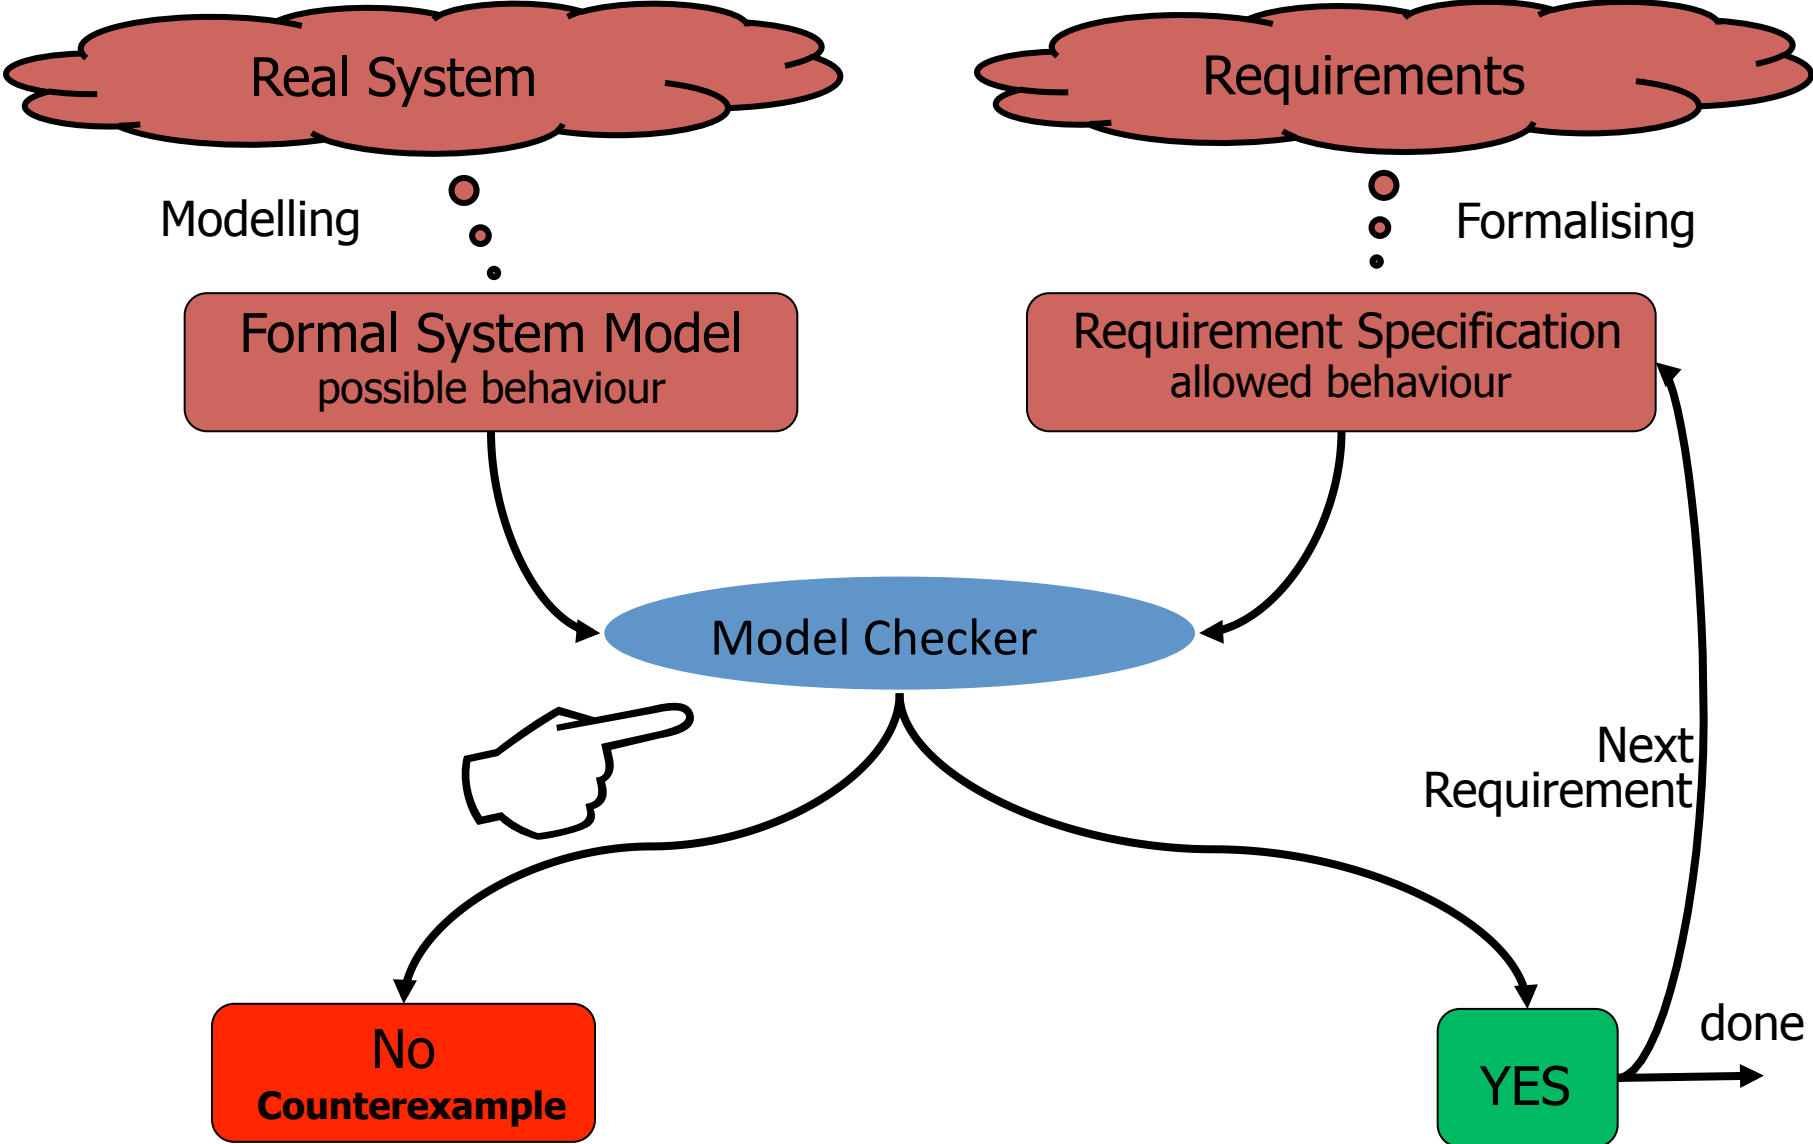 Real System
Requirements
Modelling
Formalising
Formal System Model
possible behaviour
Requirement Specification
allowed behaviour
Model Checker
Next
Requirement
No
Counterexample
YES
done